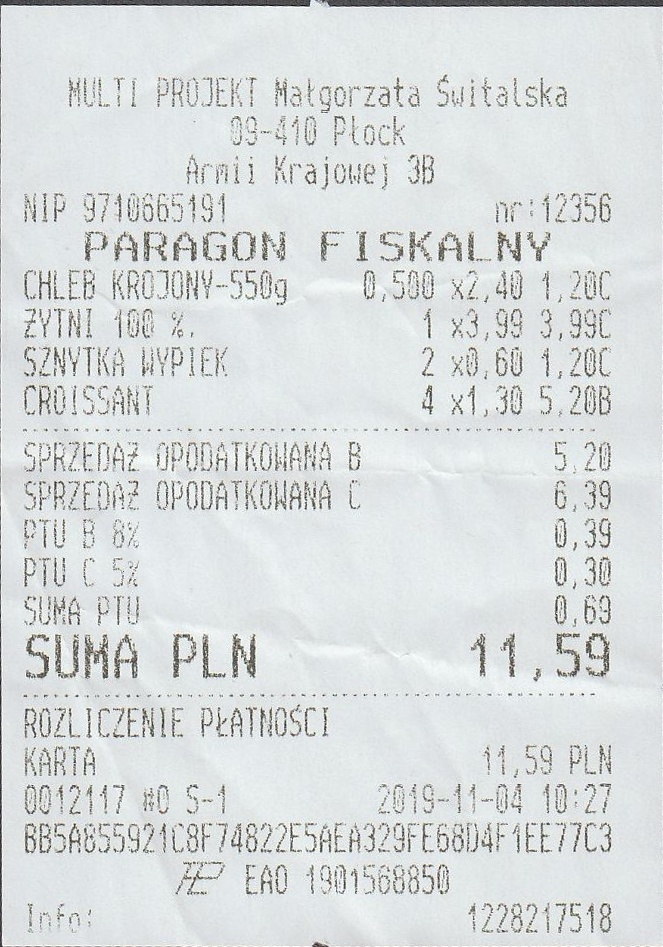 MULTI PROJEKT Małgorzata Świtalska
09-410 Płock
Armii Krajowej 3B
NIP 9710665191 nr:12356
PARAGON FISKALNY
CHLEB KROJONY-550g 0,500 x2,40 1,20C
ŻYTNI 100 %. 1 x3,99 3,99C
SZNYTKA WYPIEK 2 x0,60 1,20C
CROISSANT 4 x1,30 5,20B
SPRZEDAŻ OPODATKOWANA B 5,20
SPRZEDAŻ OPODATKOWANA C 6,39
PTU B 8% 0,39
PTU C 5% 0,30
SUMA PTU 0,69
SUMA PLN 11,59
ROZLICZENIE PŁATNOŚCI
KARTA 11,59 PLN
0012117 #0 S-1 2019-11-04 10:27
BB5A855921C8F74822E5AEA329FE68D4F1EE77C3
EAO 1901568850
Info: 1228217518